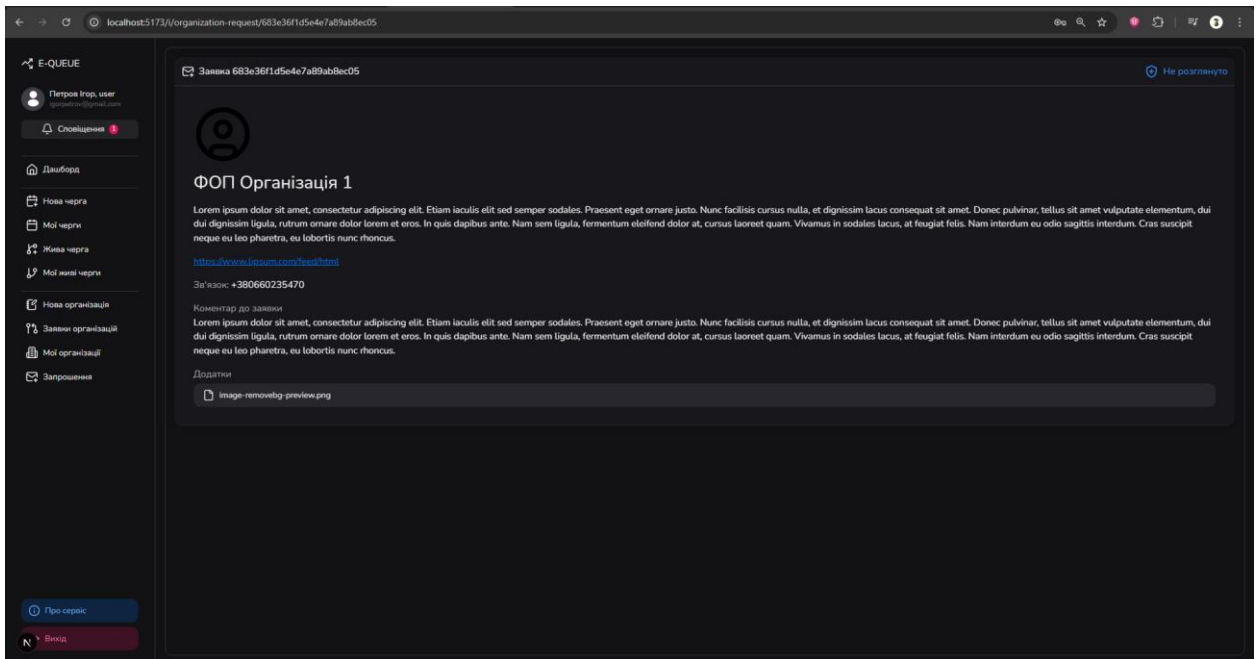 localhost:5173/i/organization-request/683e36f1d5e4e7a89ab8ec05
E-QUEUE
Петров Ігор, user
igorpetrov@gmail.com
Сповіщення 1
Дашборд
Нова черга
Мої черги
Жива черга
Мої живі черги
Нова організація
Заявки організацій
Мої організації
Запрошення
Про сервіс
N Вихід
Заявка 683e36f1d5e4e7a89ab8ec05
Не розглянуто
ФОП Організація 1
Lorem ipsum dolor sit amet, consectetur adipiscing elit. Etiam iaculis elit sed semper sodales. Praesent eget ornare justo. Nunc facilisis cursus nulla, et dignissim lacus consequat sit amet. Donec pulvinar, tellus sit amet vulputate elementum, dui
dui dignissim ligula, rutrum ornare dolor lorem et eros. In quis dapibus ante. Nam sem ligula, fermentum eleifend dolor at, cursus laoreet quam. Vivamus in sodales lacus, at feugiat felis. Nam interdum eu odio sagittis interdum. Cras suscipit
neque eu leo pharetra, eu lobortis nunc rhoncus.
https://www.lipsum.com/feed/html
Зв'язок: +380660235470
Коментар до заявки
Lorem ipsum dolor sit amet, consectetur adipiscing elit. Etiam iaculis elit sed semper sodales. Praesent eget ornare justo. Nunc facilisis cursus nulla, et dignissim lacus consequat sit amet. Donec pulvinar, tellus sit amet vulputate elementum, dui
dui dignissim ligula, rutrum ornare dolor lorem et eros. In quis dapibus ante. Nam sem ligula, fermentum eleifend dolor at, cursus laoreet quam. Vivamus in sodales lacus, at feugiat felis. Nam interdum eu odio sagittis interdum. Cras suscipit
neque eu leo pharetra, eu lobortis nunc rhoncus.
Додатки
image-removebg-preview.png